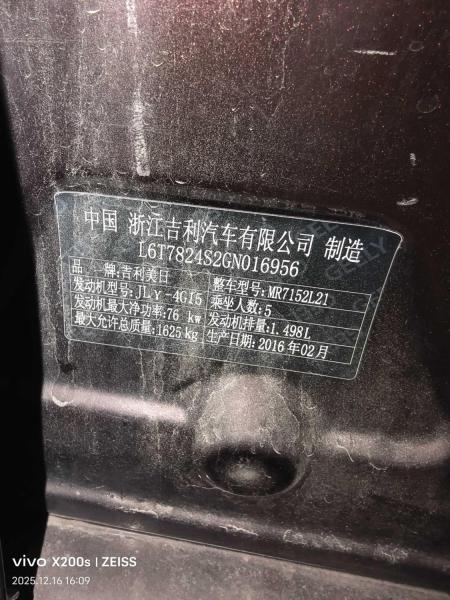 中国 浙江吉利汽车有限公司 制造
L6T7824S2GN016956
品 牌:吉利美日 整车型号:MR7152L21
发动机型号:JLγ-4G15 乘坐人数:5
发动机最大净功率:76 kw 发动机排量:1.498L
最大允许总质量:1625kg 生产日期:2016年02月
GEELY
vivo X200s | ZEISS
2025.12.16 16:09